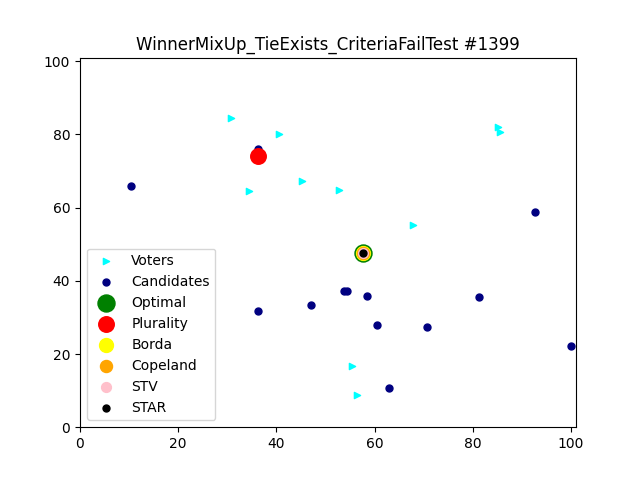 WinnerMixUp_TieExists_CriteriaFailTest #1399
100
80
60
40
20
0
Voters
Candidates
Optimal
Plurality
Borda
Copeland
STV
STAR
0 20 40 60 80 100